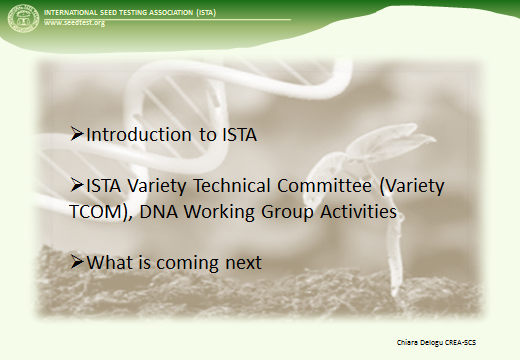 INTERNATIONAL SEED TESTING ASSOCIATION (ISTA)
www.seedtest.org
➢Introduction to ISTA
➢ISTA Variety Technical Committee (Variety
TCOM), DNA Working Group Activities
➢What is coming next
Chiara Delogu CREA-SCS